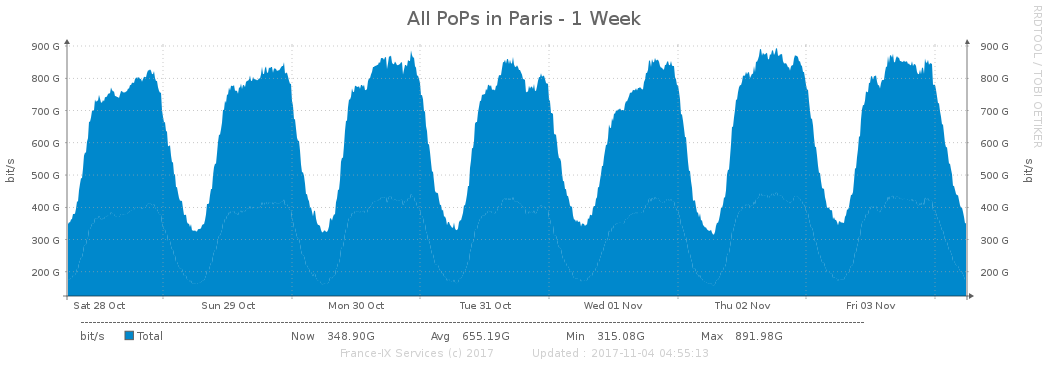 All PoPs in Paris - 1 Week
RRDTOOL / TOBI OETIKER
bit/s
900 G
800 G
700 G
600 G
500 G
400 G
300 G
200 G
900 G
800 G
700 G
600 G
500 G
400 G
300 G
200 G
bit/s
Sat 28 Oct Sun 29 Oct Mon 30 Oct Tue 31 Oct Wed 01 Nov Thu 02 Nov Fri 03 Nov
bit/s Total Now 348.90G Avg 655.19G Min 315.08G Max 891.98G
France-IX Services (c) 2017 Updated : 2017-11-04 04:55:13